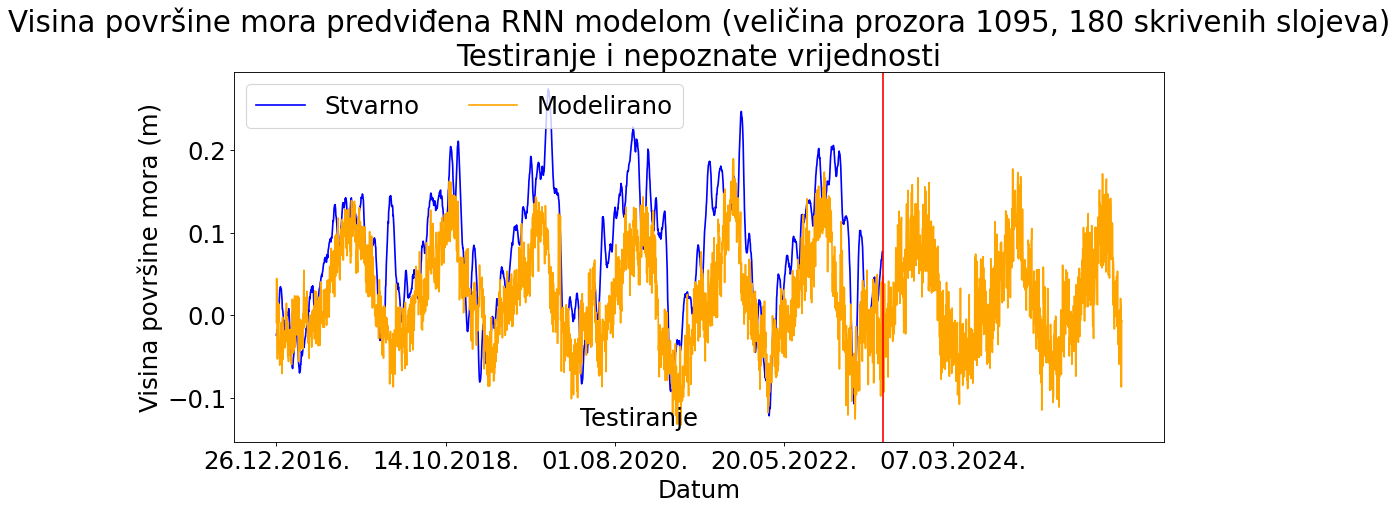 Visina površine mora predviđena RNN modelom (veličina prozora 1095, 180 skrivenih slojeva)
Testiranje i nepoznate vrijednosti
Stvarno
Modelirano
Visina površine mora (m)
0.2
0.1
0.0
−0.1
Testiranje
26.12.2016.
14.10.2018.
01.08.2020.
20.05.2022.
07.03.2024.
Datum